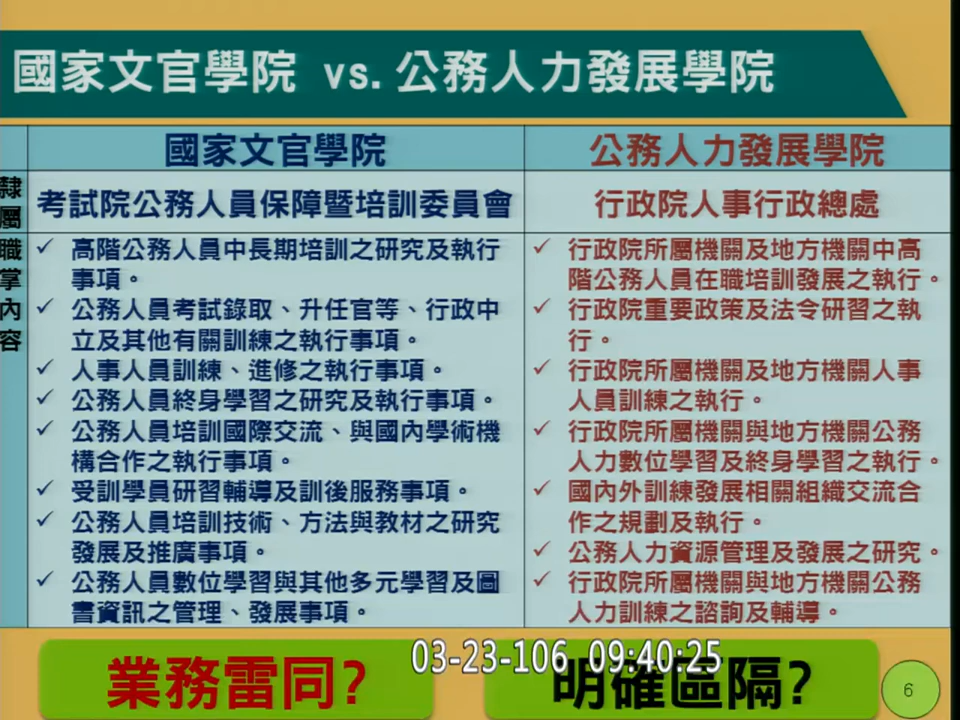 國家文官學院 vs. 公務人力發展學院
國家文官學院
公務人力發展學院
隸屬
考試院公務人員保障暨培訓委員會
行政院人事行政總處
職掌內容
✓ 高階公務人員中長期培訓之研究及執行
事項。
✓ 公務人員考試錄取、升任官等、行政中
立及其他有關訓練之執行事項。
✓ 人事人員訓練、進修之執行事項。
✓ 公務人員終身學習之研究及執行事項。
✓ 公務人員培訓國際交流、與國內學術機
構合作之執行事項。
✓ 受訓學員研習輔導及訓後服務事項。
✓ 公務人員培訓技術、方法與教材之研究
發展及推廣事項。
✓ 公務人員數位學習與其他多元學習及圖
書資訊之管理、發展事項。
✓ 行政院所屬機關及地方機關中高
階公務人員在職培訓發展之執行。
✓ 行政院重要政策及法令研習之執
行。
✓ 行政院所屬機關及地方機關人事
人員訓練之執行。
✓ 行政院所屬機關與地方機關公務
人力數位學習及終身學習之執行。
✓ 國內外訓練發展相關組織交流合
作之規劃及執行。
✓ 公務人力資源管理及發展之研究。
✓ 行政院所屬機關與地方機關公務
人力訓練之諮詢及輔導。
業務雷同?
明確區隔?
03-23-106 09:40:25
6